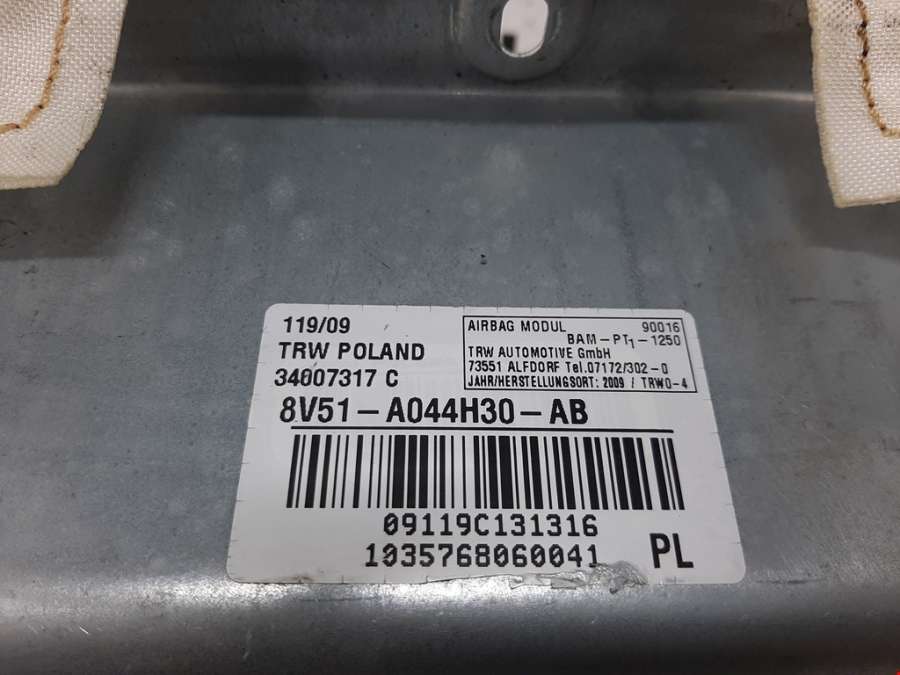 119/09
TRW POLAND
34007317 C
AIRBAG MODUL 90016
BAM-PT1-1250
TRW AUTOMOTIVE GmbH
73551 ALFDORF Tel.07172/302-0
JAHR/HERSTELLUNGSORT: 2009 / TRWO-4
8V51-A044H30-AB
09119C131316
1035768060041
PL